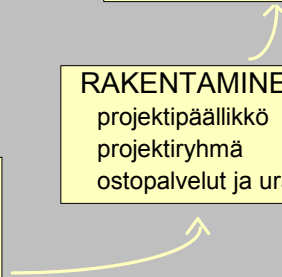 RAKENTAMINE
projektipäällikkö
projektiryhmä
ostopalvelut ja ura